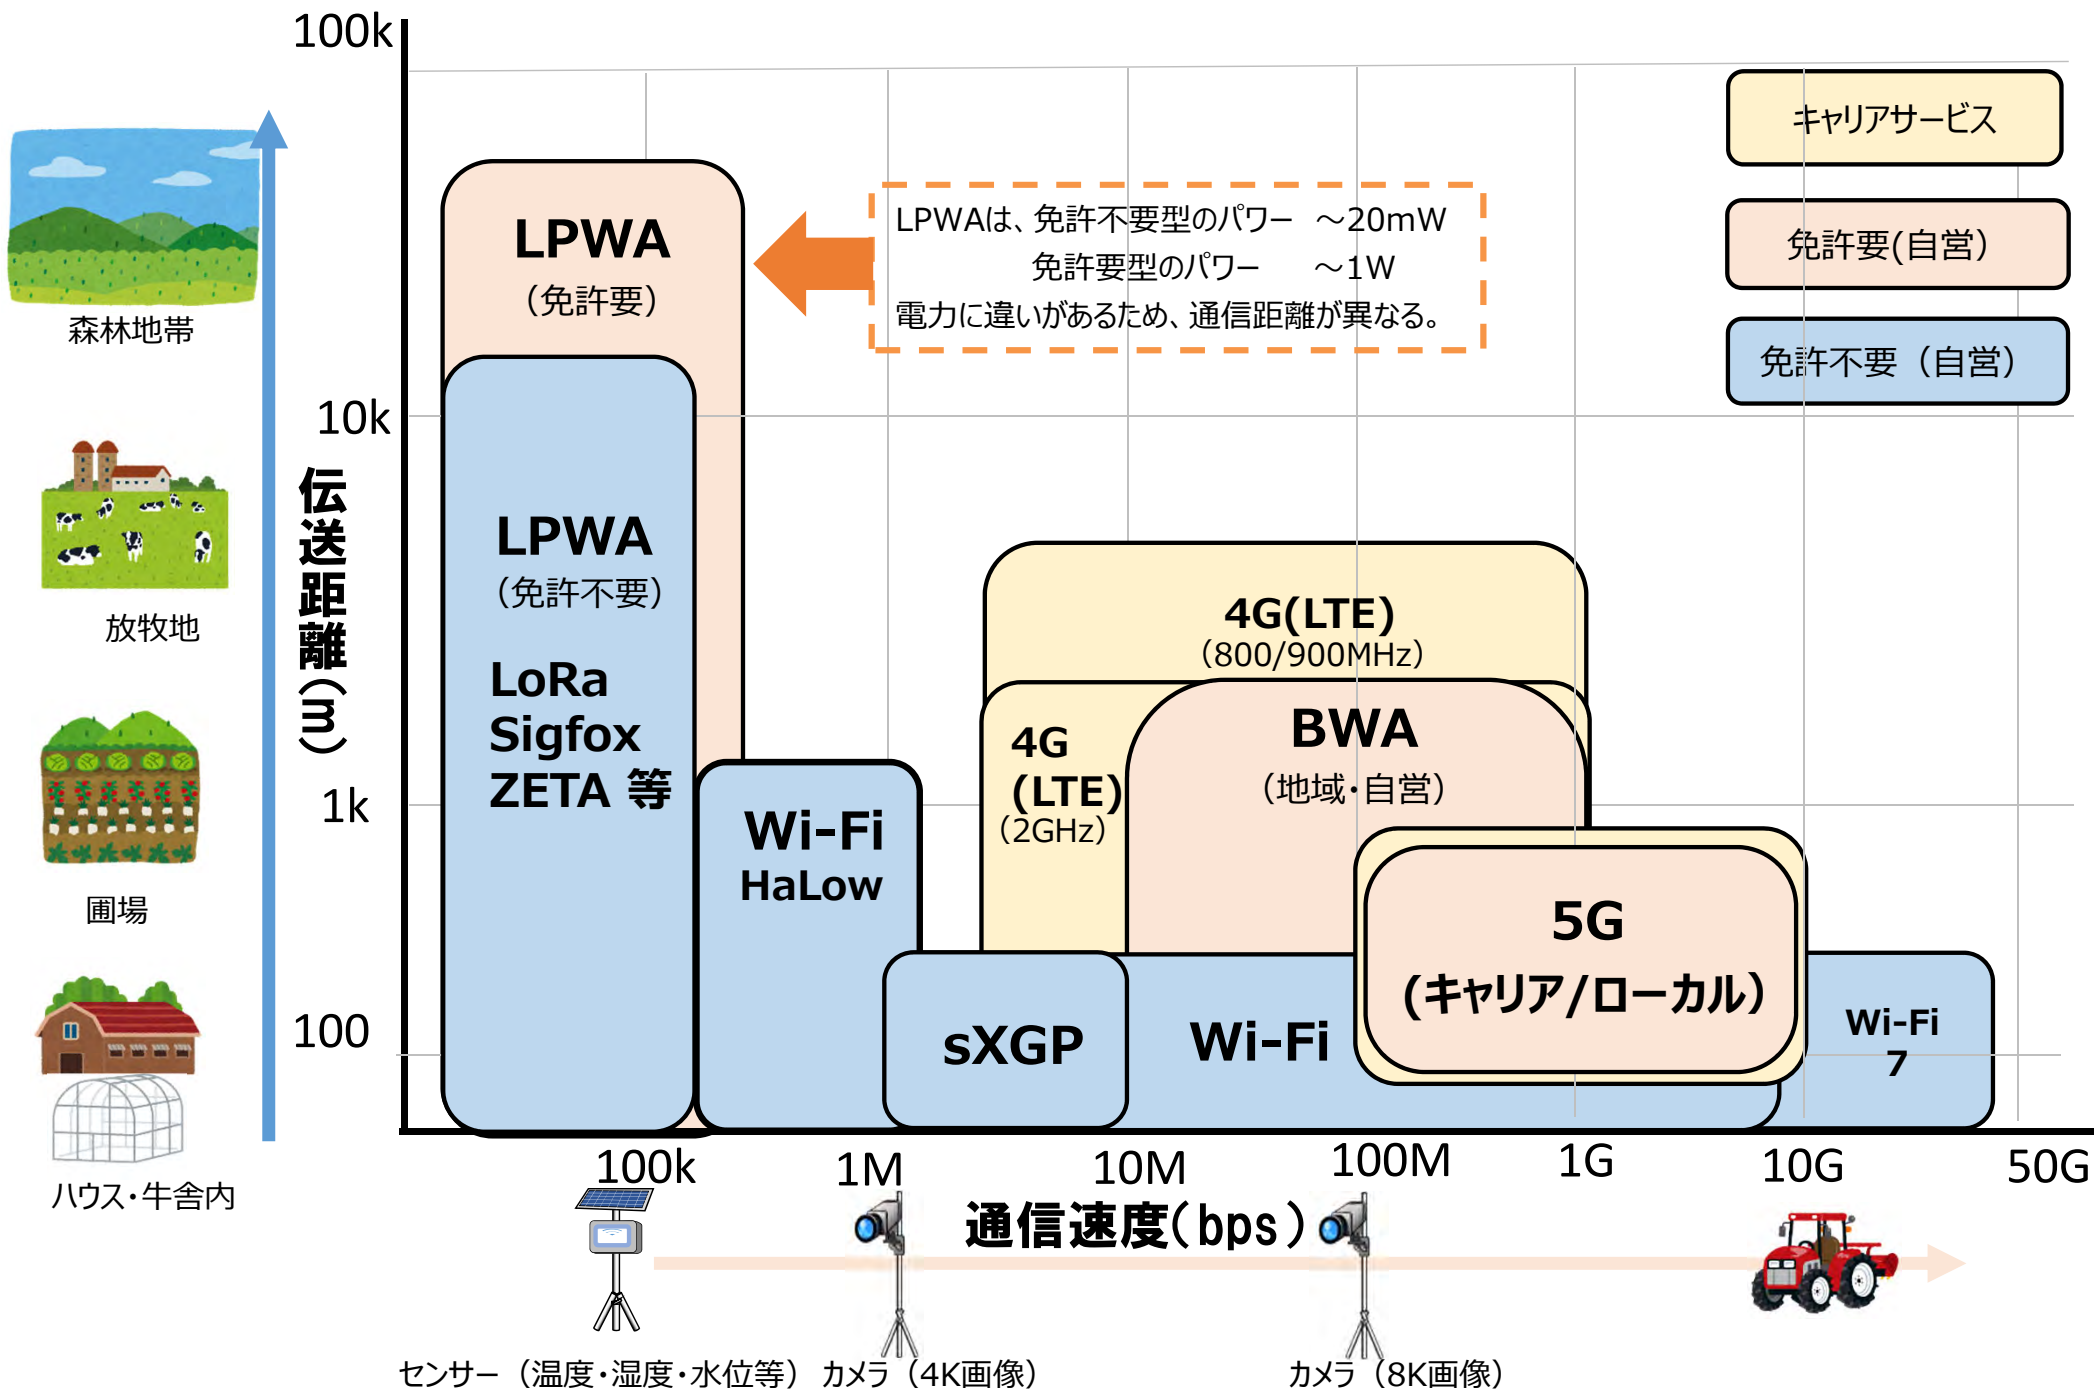 100k
キャリアサービス
LPWA
（免許要）
LPWAは、免許不要型のパワー　～20mW
免許要型のパワー　～1W
電力に違いがあるため、通信距離が異なる。
免許要(自営）
免許不要（自営）
森林地帯
10k
伝送距離(m)
LPWA
（免許不要）
LoRa
Sigfox
ZETA 等
放牧地
4G(LTE)
（800/900MHz）
4G
(LTE)
（2GHz）
BWA
（地域・自営）
1k
Wi-Fi
HaLow
圃場
5G
(キャリア/ローカル）
100
sXGP
Wi-Fi
Wi-Fi
7
ハウス・牛舎内
100k
1M
10M
100M
1G
10G
50G
通信速度(bps)
センサー（温度・湿度・水位等）
カメラ（4K画像）
カメラ（8K画像）